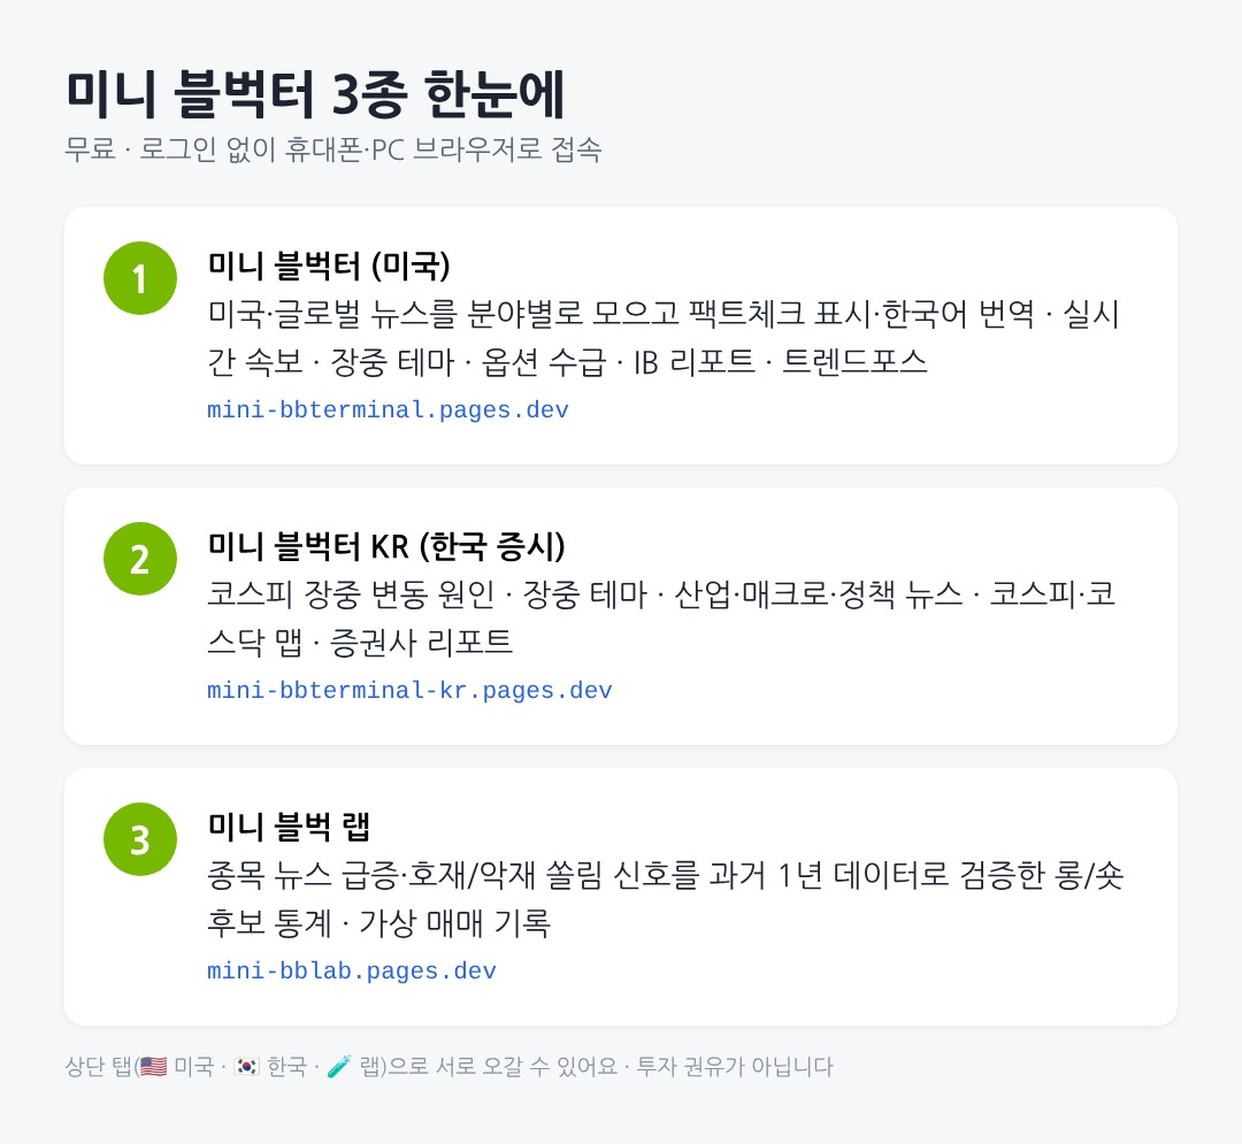 미니 블벅터 3종 한눈에
무료 · 로그인 없이 휴대폰·PC 브라우저로 접속
1
미니 블벅터 (미국)
미국·글로벌 뉴스를 분야별로 모으고 팩트체크 표시·한국어 번역 · 실시
간 속보 · 장중 테마 · 옵션 수급 · IB 리포트 · 트렌드포스
mini-bbterminal.pages.dev
2
미니 블벅터 KR (한국 증시)
코스피 장중 변동 원인 · 장중 테마 · 산업·매크로·정책 뉴스 · 코스피·코
스닥 맵 · 증권사 리포트
mini-bbterminal-kr.pages.dev
3
미니 블벅 랩
종목 뉴스 급증·호재/악재 쏠림 신호를 과거 1년 데이터로 검증한 롱/숏
후보 통계 · 가상 매매 기록
mini-bblab.pages.dev
상단 탭(🇺🇸 미국 · 🇰🇷 한국 · 🧪 랩)으로 서로 오갈 수 있어요 · 투자 권유가 아닙니다